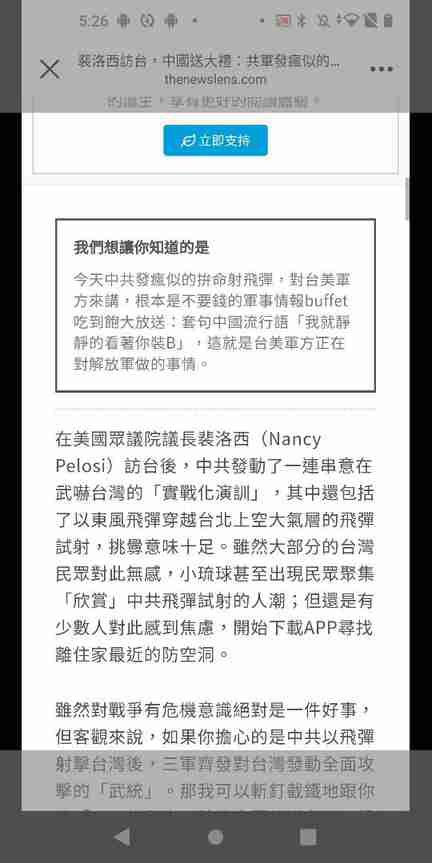 5:26
裴洛西訪台，中國送大禮：共軍發瘋似的...
thenewslens.com
立即支持
我們想讓你知道的是
今天中共發瘋似的拚命射飛彈，對台美軍
方來講，根本是不要錢的軍事情報buffet
吃到飽大放送：套句中國流行語「我就靜
靜的看著你裝B」，這就是台美軍方正在
對解放軍做的事情。
在美國眾議院議長裴洛西（Nancy
Pelosi）訪台後，中共發動了一連串意在
武嚇台灣的「實戰化演訓」，其中還包括
了以東風飛彈穿越台北上空大氣層的飛彈
試射，挑釁意味十足。雖然大部分的台灣
民眾對此無感，小琉球甚至出現民眾聚集
「欣賞」中共飛彈試射的人潮；但還是有
少數人對此感到焦慮，開始下載APP尋找
離住家最近的防空洞。
雖然對戰爭有危機意識絕對是一件好事，
但客觀來說，如果你擔心的是中共以飛彈
射擊台灣後，三軍齊發對台灣發動全面攻
擊的「武統」。那我可以斬釘截鐵地跟你